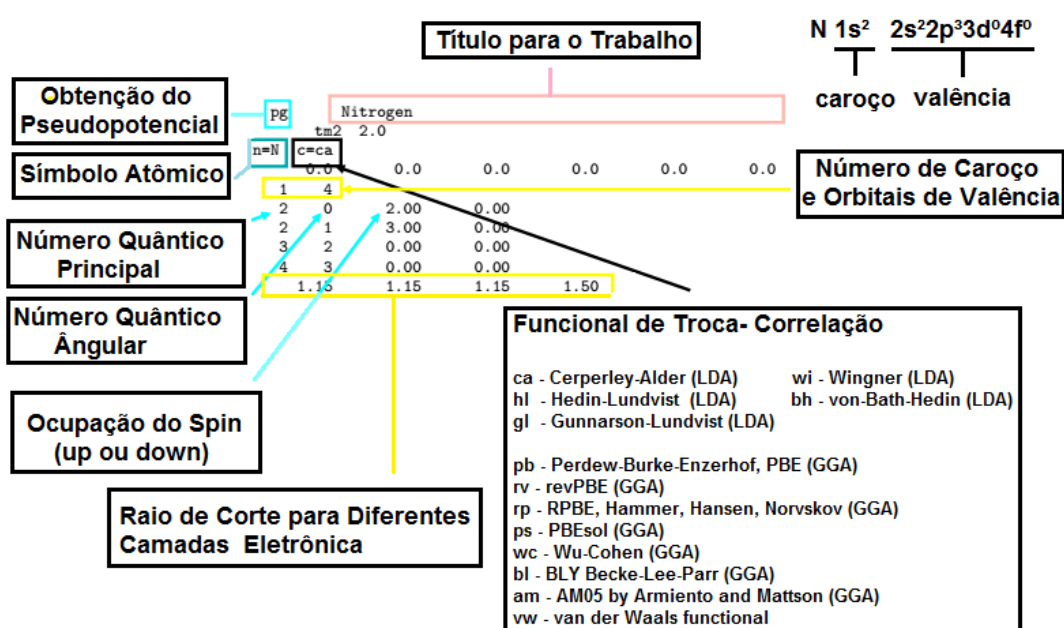 Título para o Trabalho
N 1s² 2s²2p³3d⁰4f⁰
caroço valência
Obtenção do
Pseudopotencial
pg Nitrogen
tm2 2.0
Símbolo Atômico
n=N c=ca
0.0 0.0 0.0 0.0 0.0 0.0
1 4
2 0 2.00 0.00
2 1 3.00 0.00
3 2 0.00 0.00
4 3 0.00 0.00
1.15 1.15 1.15 1.50
Número de Caroço
e Orbitais de Valência
Número Quântico
Principal
Número Quântico
Ângular
Ocupação do Spin
(up ou down)
Raio de Corte para Diferentes
Camadas Eletrônica
Funcional de Troca- Correlação
ca - Cerperley-Alder (LDA) wi - Wingner (LDA)
hl - Hedin-Lundvist (LDA) bh - von-Bath-Hedin (LDA)
gl - Gunnarson-Lundvist (LDA)
pb - Perdew-Burke-Enzerhof, PBE (GGA)
rv - revPBE (GGA)
rp - RPBE, Hammer, Hansen, Norvskov (GGA)
ps - PBEsol (GGA)
wc - Wu-Cohen (GGA)
bl - BLY Becke-Lee-Parr (GGA)
am - AM05 by Armiento and Mattson (GGA)
vw - van der Waals functional